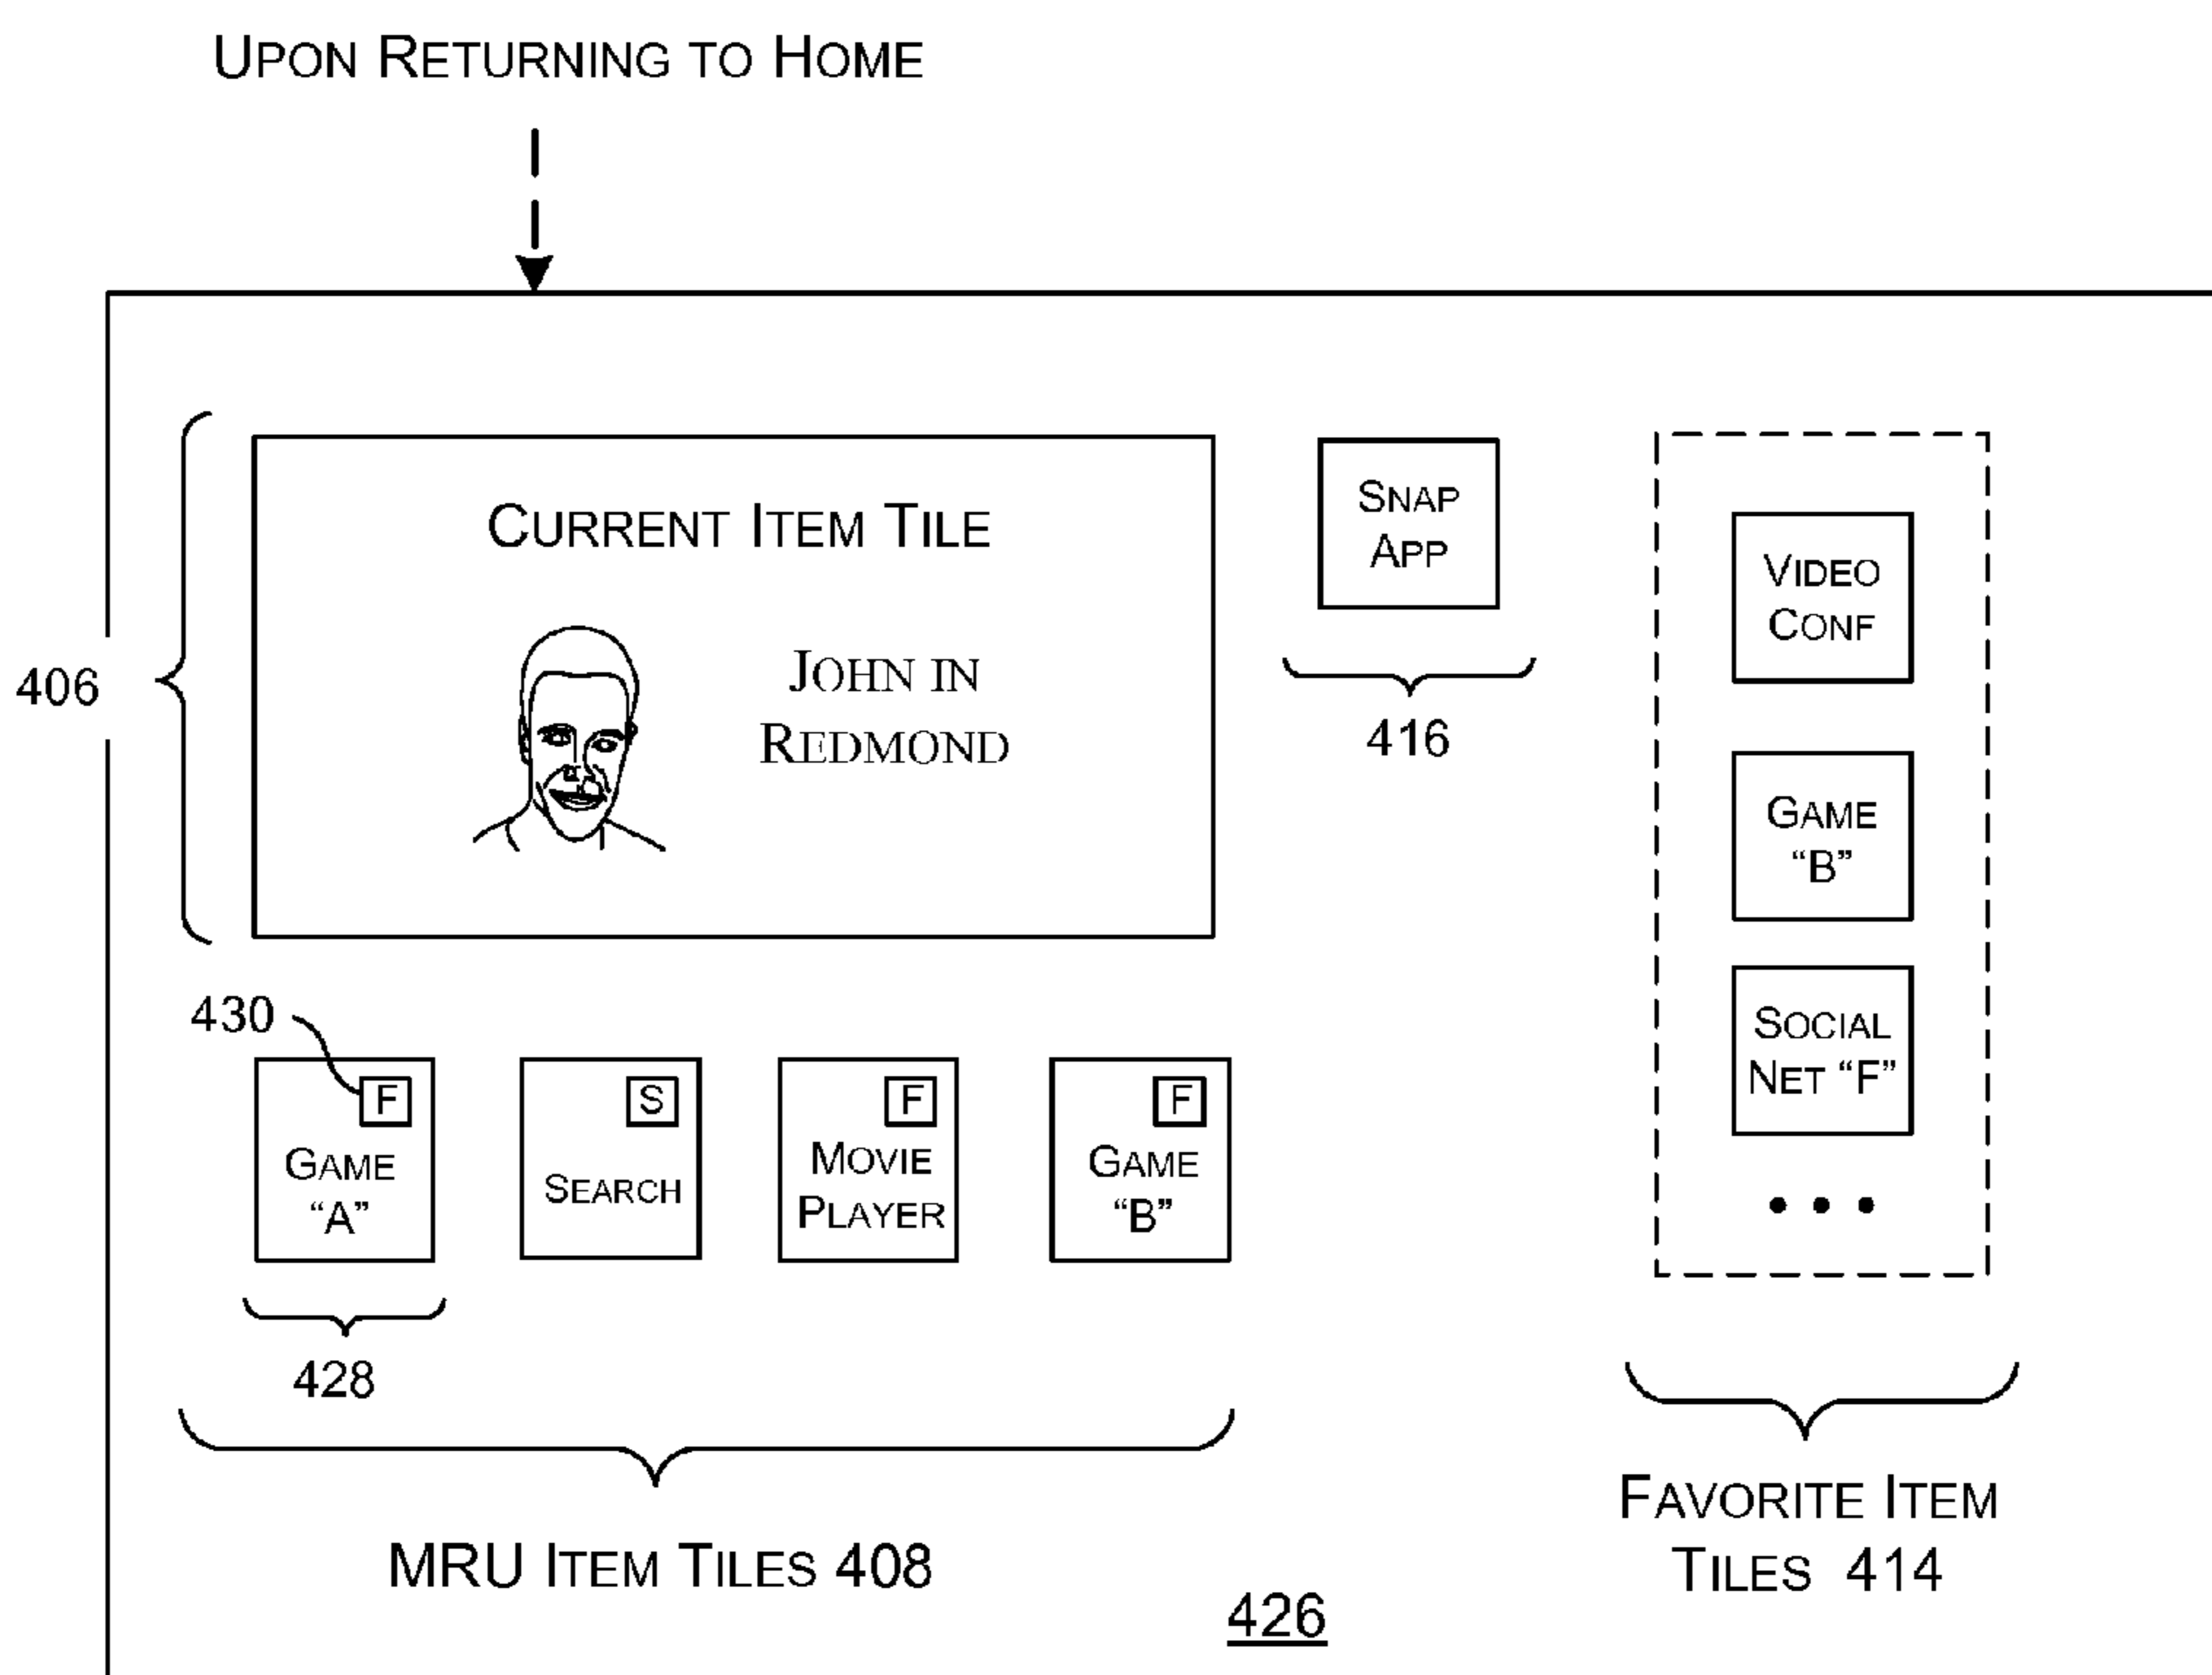 UPON RETURNING TO HOME
406
CURRENT ITEM TILE
JOHN IN
REDMOND
SNAP
APP
416
VIDEO
CONF
GAME
“B”
SOCIAL
NET “F”
• • •
430
F
GAME
“A”
S
SEARCH
F
MOVIE
PLAYER
F
GAME
“B”
428
MRU ITEM TILES 408
FAVORITE ITEM
TILES 414
426